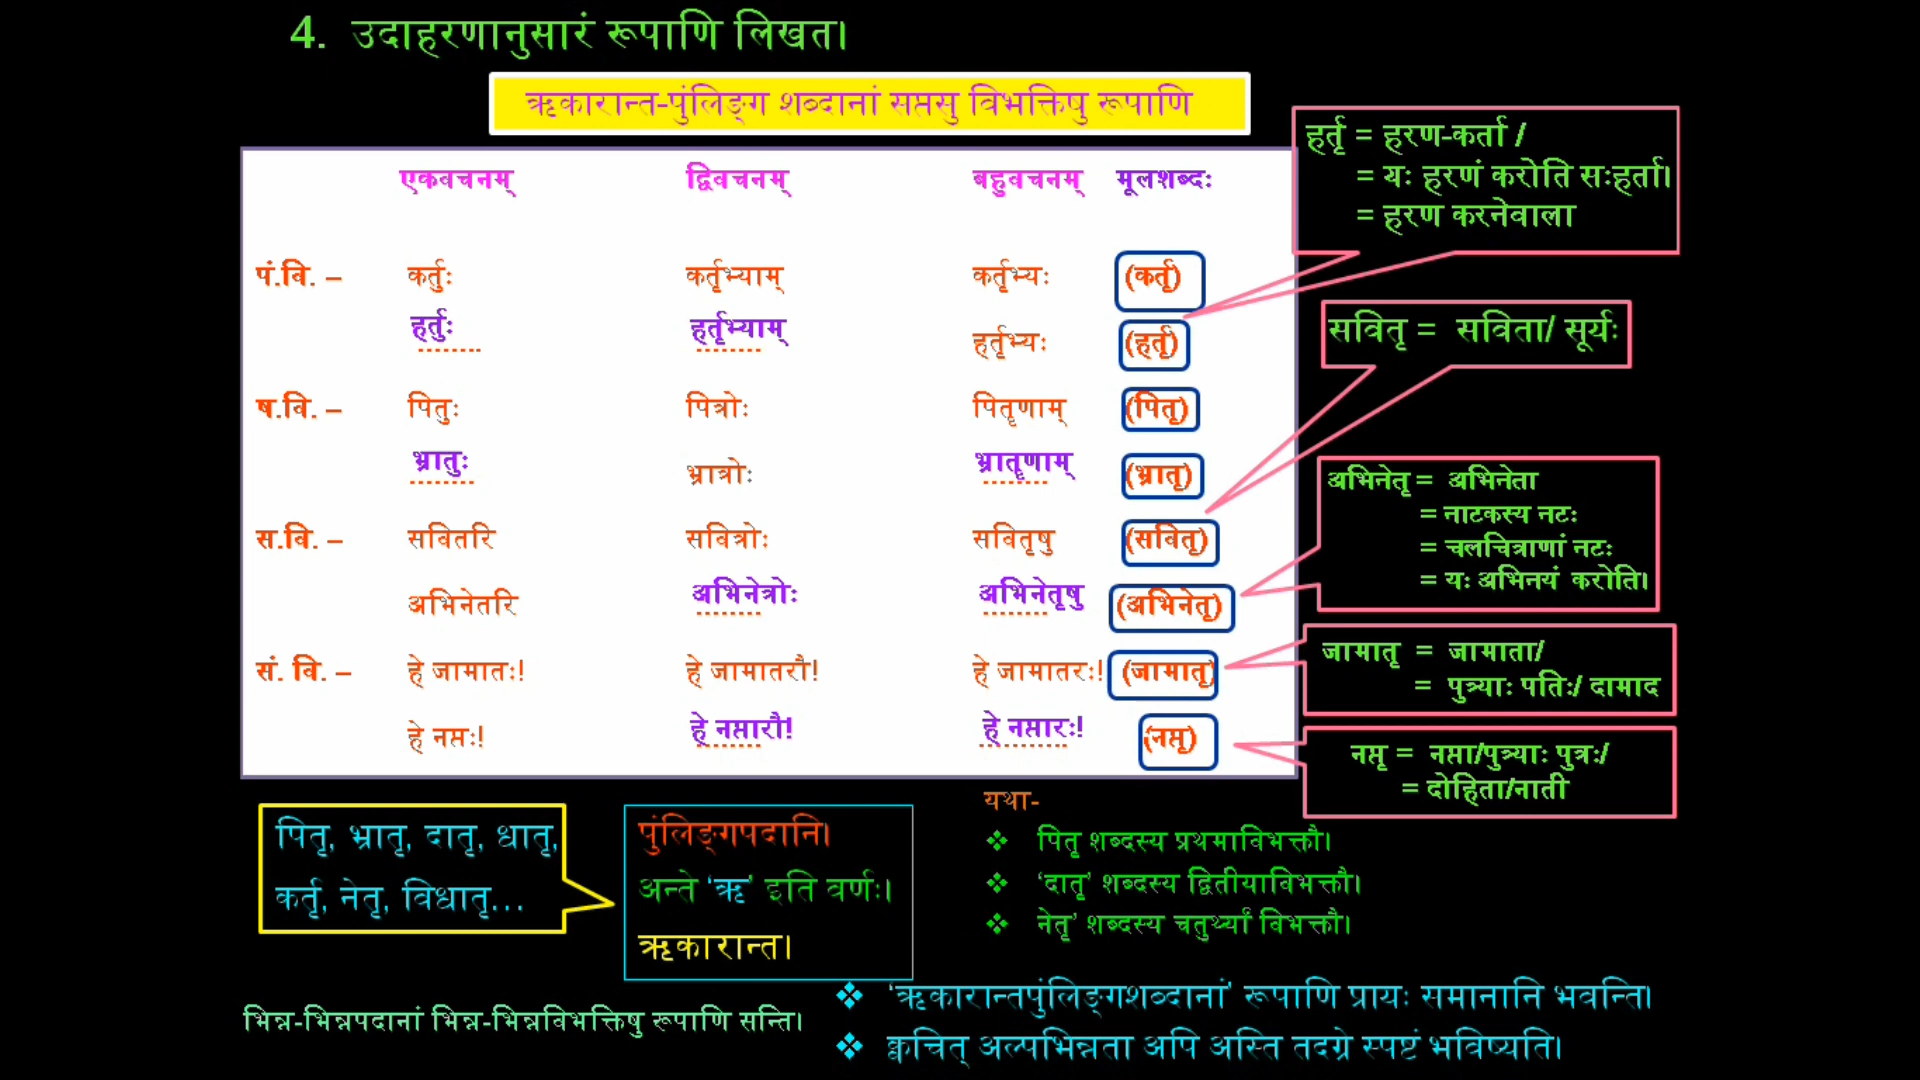 4. उदाहरणानुसारं रूपाणि लिखत।
ऋकारान्त-पुंलिङ्ग शब्दानां सप्तसु विभक्तिषु रूपाणि
एकवचनम् द्विवचनम् बहुवचनम् मूलशब्दः
पं.वि. – कर्तुः कर्तृभ्याम् कर्तृभ्यः (कर्तृ)
हर्तुः हर्तृभ्याम् हर्तृभ्यः (हर्तृ)
ष.वि. – पितुः पित्रोः पितॄणाम् (पितृ)
भ्रातुः भ्रात्रोः भ्रातॄणाम् (भ्रातृ)
स.वि. – सवितरि सवित्रोः सवितृषु (सवितृ)
अभिनेतरि अभिनेत्रोः अभिनेतृषु (अभिनेतृ)
सं. वि. – हे जामातः! हे जामातरौ! हे जामातरः! (जामातृ)
हे नप्तः! हे नप्तारौ! हे नप्तारः! (नप्तृ)
हर्तृ = हरण-कर्ता /
= यः हरणं करोति सःहर्ता।
= हरण करनेवाला
सवितृ = सविता/ सूर्यः
अभिनेतृ = अभिनेता
= नाटकस्य नटः
= चलचित्राणां नटः
= यः अभिनयं करोति।
जामातृ = जामाता/
= पुत्र्याः पतिः/ दामाद
नप्तृ = नप्ता/पुत्र्याः पुत्रः/
= दोहिता/नाती
पितृ, भ्रातृ, दातृ, धातृ,
कर्तृ, नेतृ, विधातृ...
पुंलिङ्गपदानि।
अन्ते ‘ऋ’ इति वर्णः।
ऋकारान्त।
यथा-
❖ पितृ शब्दस्य प्रथमाविभक्तौ।
❖ ‘दातृ’ शब्दस्य द्वितीयाविभक्तौ।
❖ नेतृ’ शब्दस्य चतुर्थ्यां विभक्तौ।
भिन्न-भिन्नपदानां भिन्न-भिन्नविभक्तिषु रूपाणि सन्ति।
❖ ‘ऋकारान्तपुंलिङ्गशब्दानां’ रूपाणि प्रायः समानानि भवन्ति।
❖ क्वचित् अल्पभिन्नता अपि अस्ति तदग्रे स्पष्टं भविष्यति।